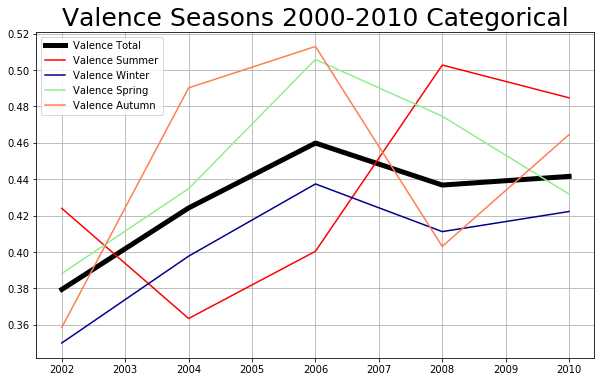 Valence Seasons 2000-2010 Categorical
Valence Total
Valence Summer
Valence Winter
Valence Spring
Valence Autumn
0.52
0.50
0.48
0.46
0.44
0.42
0.40
0.38
0.36
2002 2003 2004 2005 2006 2007 2008 2009 2010